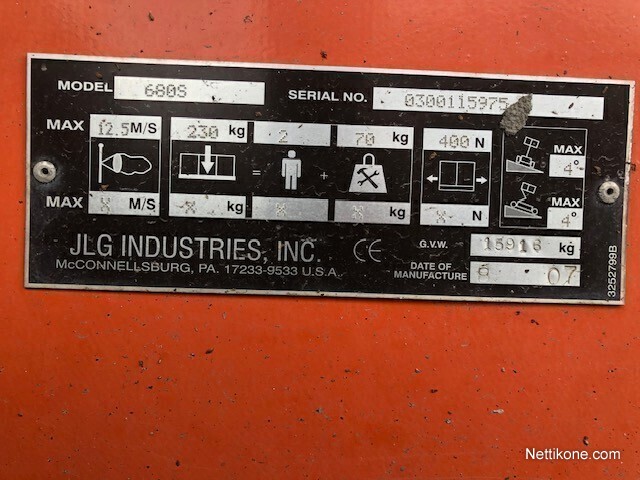 MODEL 680S SERIAL NO. 0300115975
MAX 12.5 M/S 230 kg 2 70 kg 400 N MAX 4°
=
+
MAX X M/S X kg X X kg X N MAX 4°
JLG INDUSTRIES, INC. CE G.V.W. 15916 kg
McCONNELLSBURG, PA. 17233-9533 U.S.A. DATE OF MANUFACTURE 07
3252799B
Nettikone.com